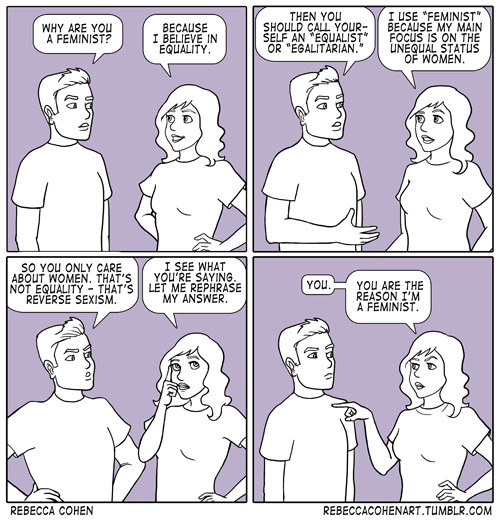 WHY ARE YOU
A FEMINIST?
BECAUSE
I BELIEVE IN
EQUALITY.
THEN YOU
SHOULD CALL YOUR-
SELF AN "EQUALIST"
OR "EGALITARIAN."
I USE "FEMINIST"
BECAUSE MY MAIN
FOCUS IS ON THE
UNEQUAL STATUS
OF WOMEN.
SO YOU ONLY CARE
ABOUT WOMEN. THAT'S
NOT EQUALITY - THAT'S
REVERSE SEXISM.
I SEE WHAT
YOU'RE SAYING.
LET ME REPHRASE
MY ANSWER.
YOU.
YOU ARE THE
REASON I'M
A FEMINIST.
REBECCA COHEN
REBECCACOHENART.TUMBLR.COM